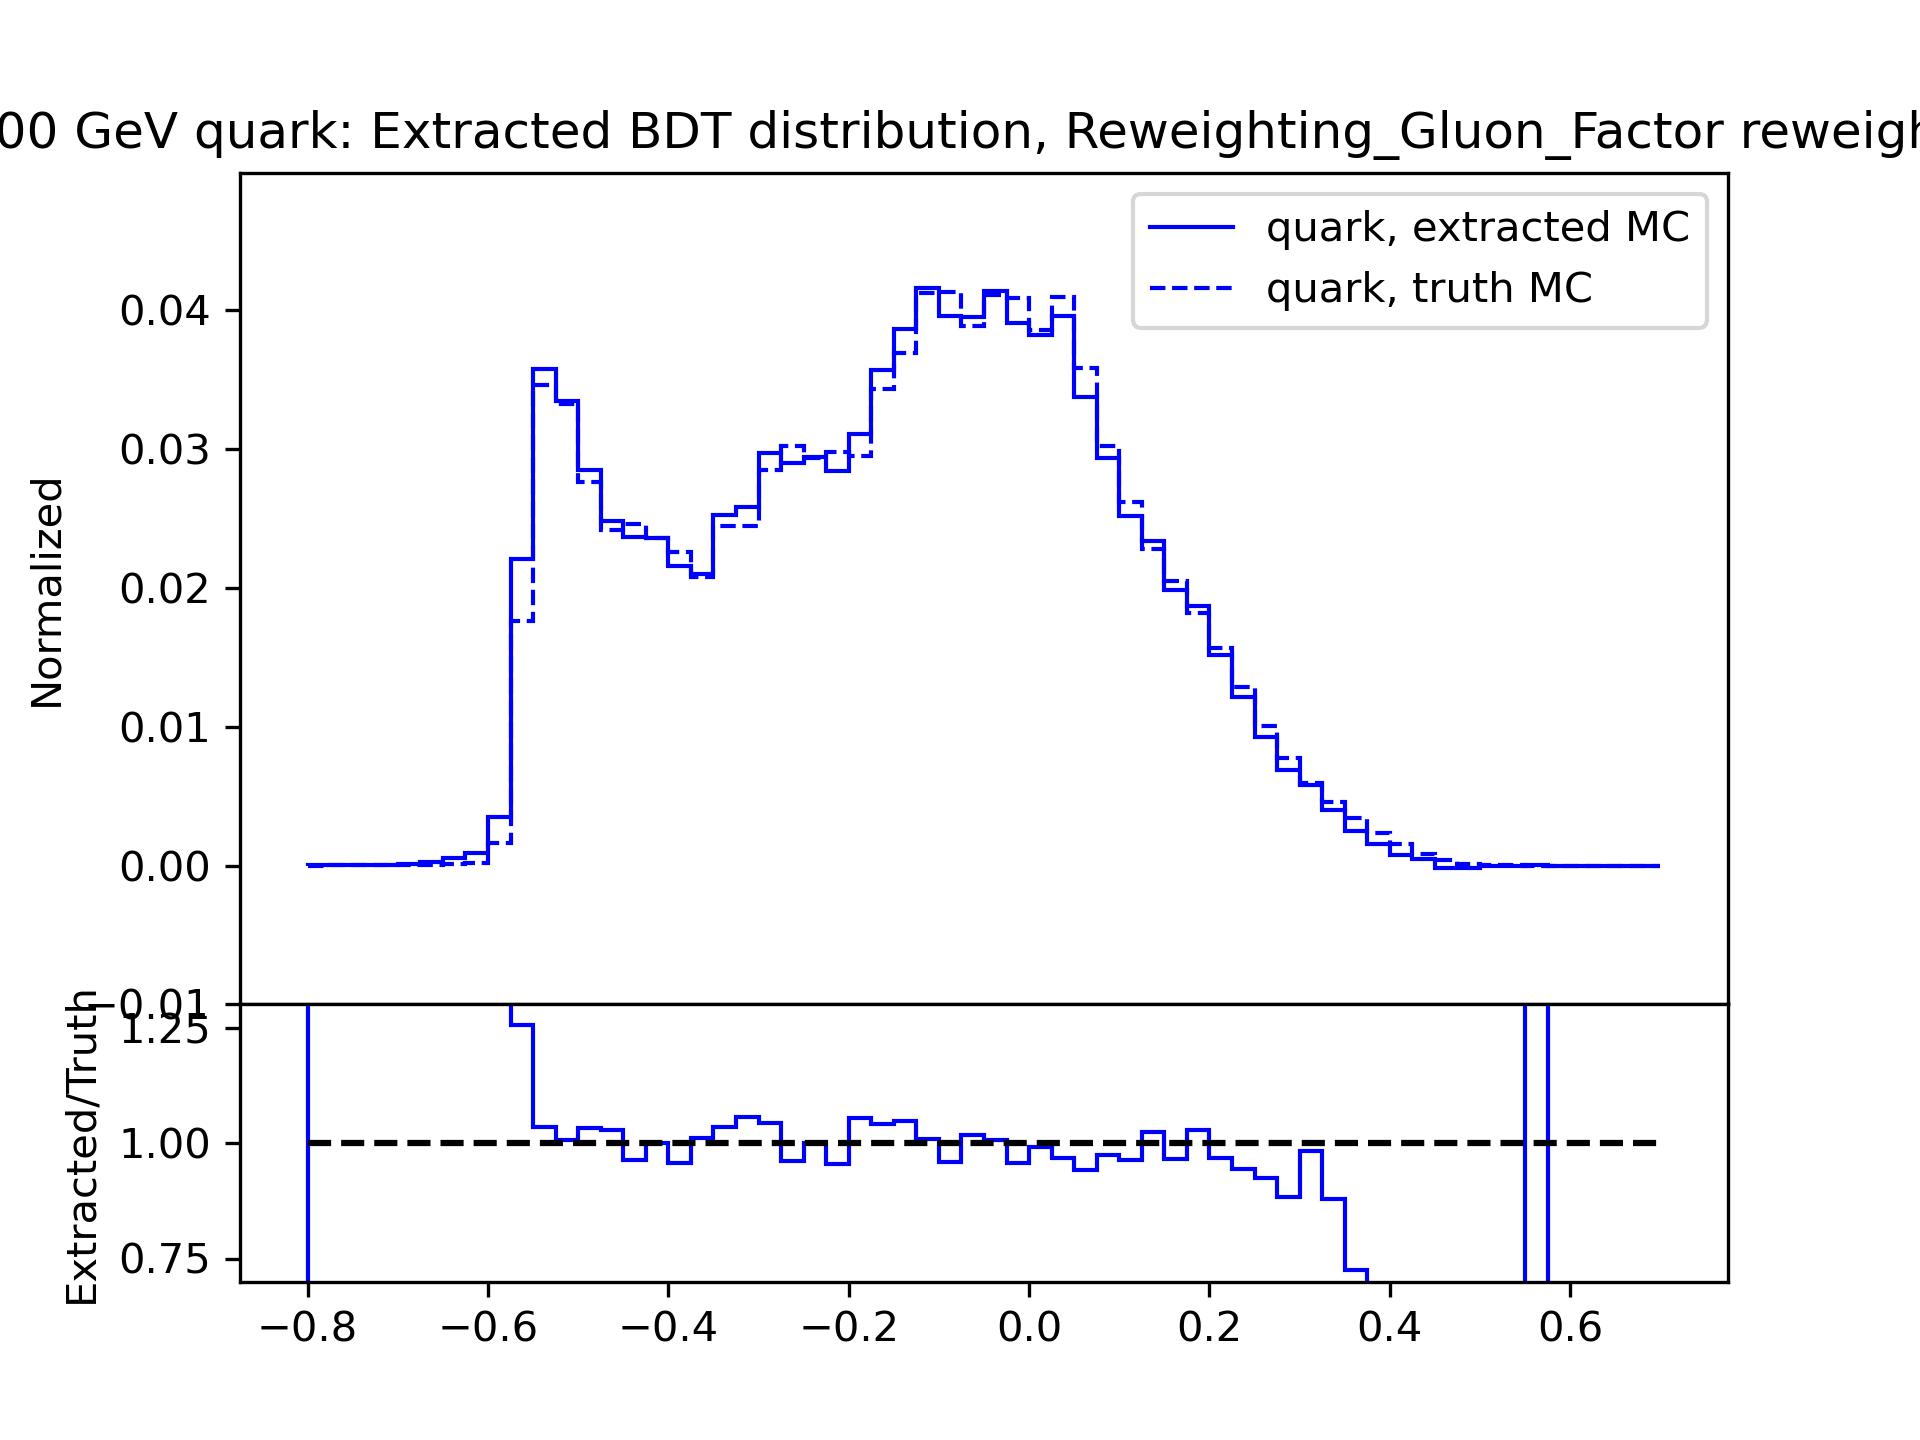 00 GeV quark: Extracted BDT distribution, Reweighting_Gluon_Factor reweigh
quark, extracted MC
quark, truth MC
Normalized
0.04
0.03
0.02
0.01
0.00
−0.01
Extracted/Truth
1.25
1.00
0.75
−0.8 −0.6 −0.4 −0.2 0.0 0.2 0.4 0.6